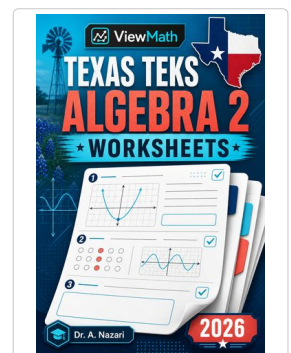 ViewMath
TEXAS TEKS
ALGEBRA 2
WORKSHEETS
1
2
3
Dr. A. Nazari
2026